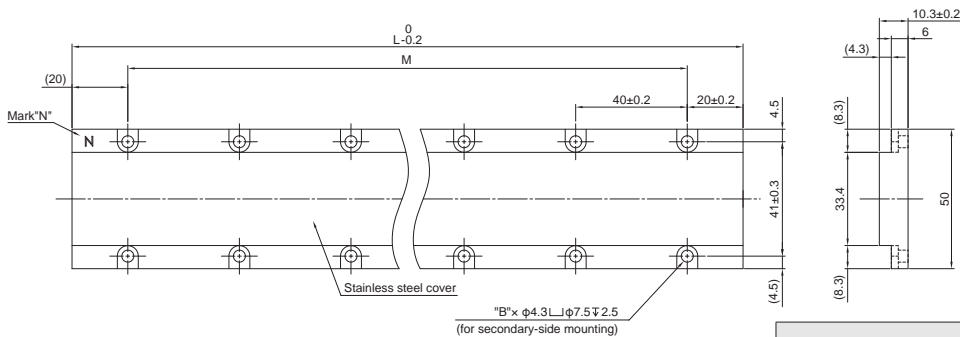 0
L-0.2
M
(20)
40±0.2
20±0.2
4.5
Mark"N"
N
41±0.3
(4.5)
Stainless steel cover
"B"× φ4.3⌴φ7.5↧2.5
(for secondary-side mounting)
10.3±0.2
6
(4.3)
(8.3)
33.4
50
(8.3)